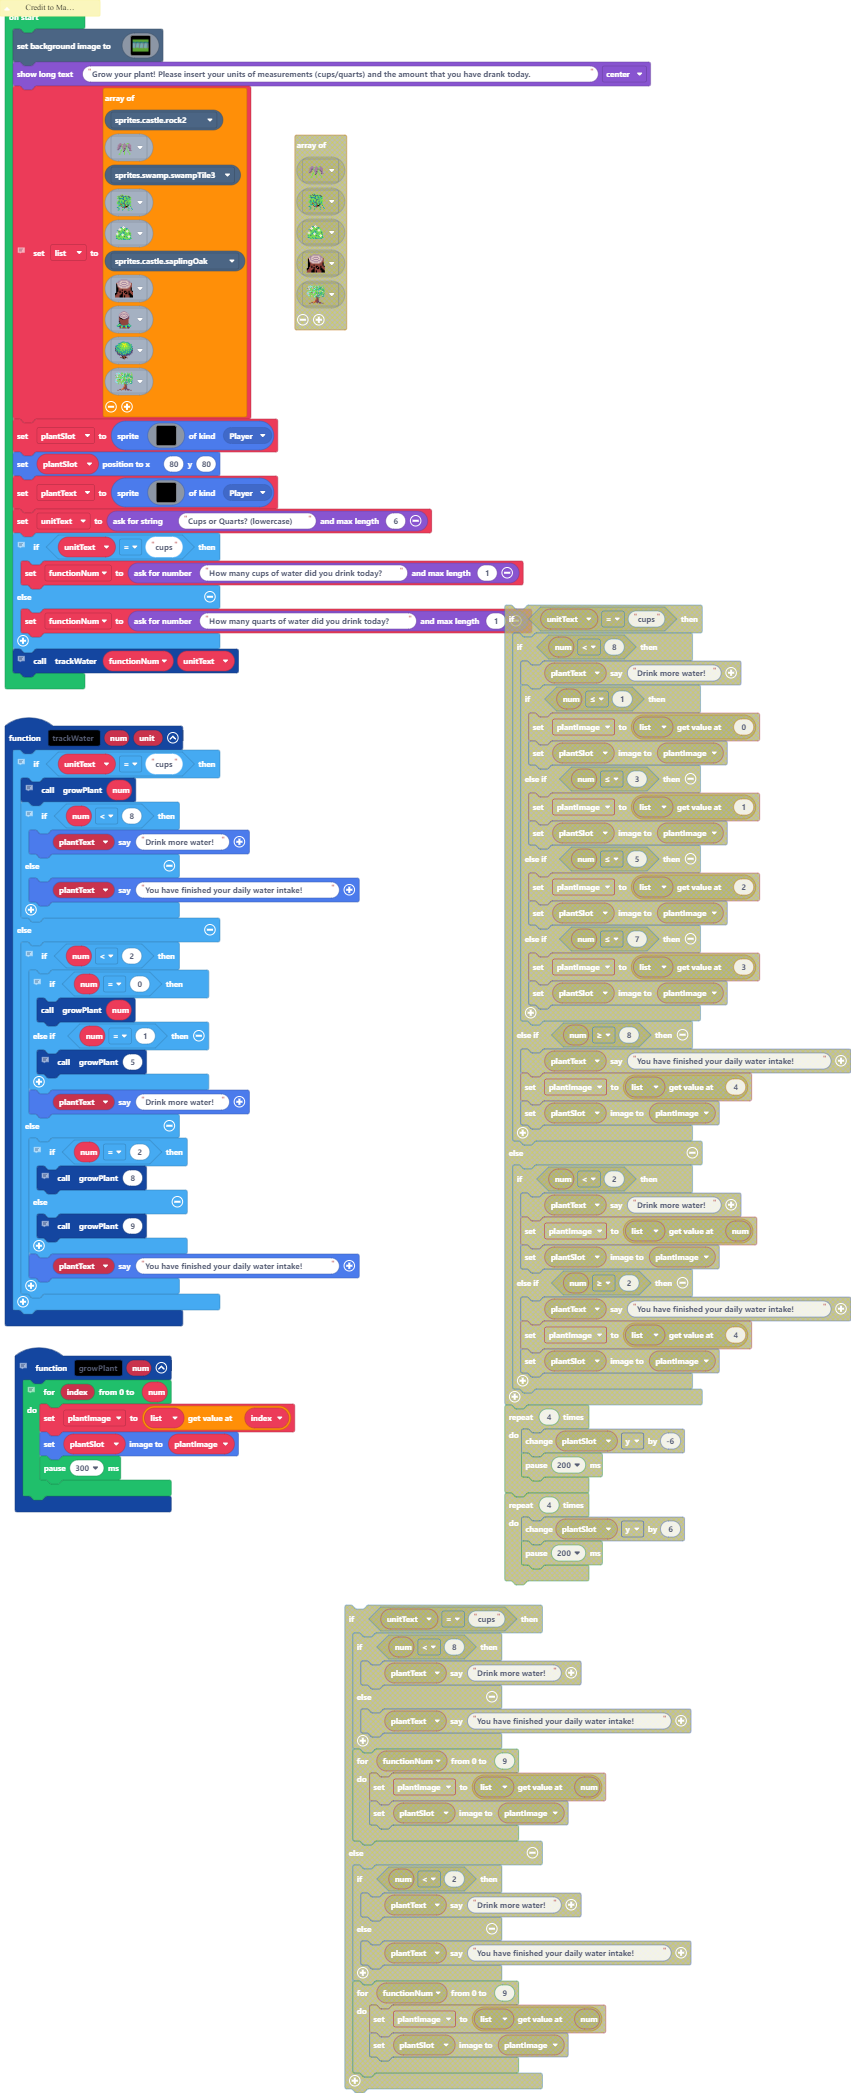 Credit to Ma...
on start
set background image to
show long text "Grow your plant! Please insert your units of measurements (cups/quarts) and the amount that you have drank today." center
set list to
array of
sprites.castle.rock2
sprites.swamp.swampTile3
sprites.castle.saplingOak
array of
set plantSlot to sprite of kind Player
set plantSlot position to x 80 y 80
set plantText to sprite of kind Player
set unitText to ask for string "Cups or Quarts? (lowercase)" and max length 6
if unitText = "cups" then
set functionNum to ask for number "How many cups of water did you drink today?" and max length 1
else
set functionNum to ask for number "How many quarts of water did you drink today?" and max length 1
call trackWater functionNum unitText
function trackWater num unit
if unitText = "cups" then
call growPlant num
if num < 8 then
plantText say "Drink more water!"
else
plantText say "You have finished your daily water intake!"
else
if num < 2 then
if num = 0 then
call growPlant num
else if num = 1 then
call growPlant 5
plantText say "Drink more water!"
else
if num = 2 then
call growPlant 8
else
call growPlant 9
plantText say "You have finished your daily water intake!"
function growPlant num
for index from 0 to num
do
set plantImage to list get value at index
set plantSlot image to plantImage
pause 300 ms
if unitText = "cups" then
if num < 8 then
plantText say "Drink more water!"
if num ≤ 1 then
set plantImage to list get value at 0
set plantSlot image to plantImage
else if num ≤ 3 then
set plantImage to list get value at 1
set plantSlot image to plantImage
else if num ≤ 5 then
set plantImage to list get value at 2
set plantSlot image to plantImage
else if num ≤ 7 then
set plantImage to list get value at 3
set plantSlot image to plantImage
else if num ≥ 8 then
plantText say "You have finished your daily water intake!"
set plantImage to list get value at 4
set plantSlot image to plantImage
else
if num < 2 then
plantText say "Drink more water!"
set plantImage to list get value at num
set plantSlot image to plantImage
else if num ≥ 2 then
plantText say "You have finished your daily water intake!"
set plantImage to list get value at 4
set plantSlot image to plantImage
repeat 4 times
do
change plantSlot y by -6
pause 200 ms
repeat 4 times
do
change plantSlot y by 6
pause 200 ms
if unitText = "cups" then
if num < 8 then
plantText say "Drink more water!"
else
plantText say "You have finished your daily water intake!"
for functionNum from 0 to 9
do
set plantImage to list get value at num
set plantSlot image to plantImage
else
if num < 2 then
plantText say "Drink more water!"
else
plantText say "You have finished your daily water intake!"
for functionNum from 0 to 9
do
set plantImage to list get value at num
set plantSlot image to plantImage